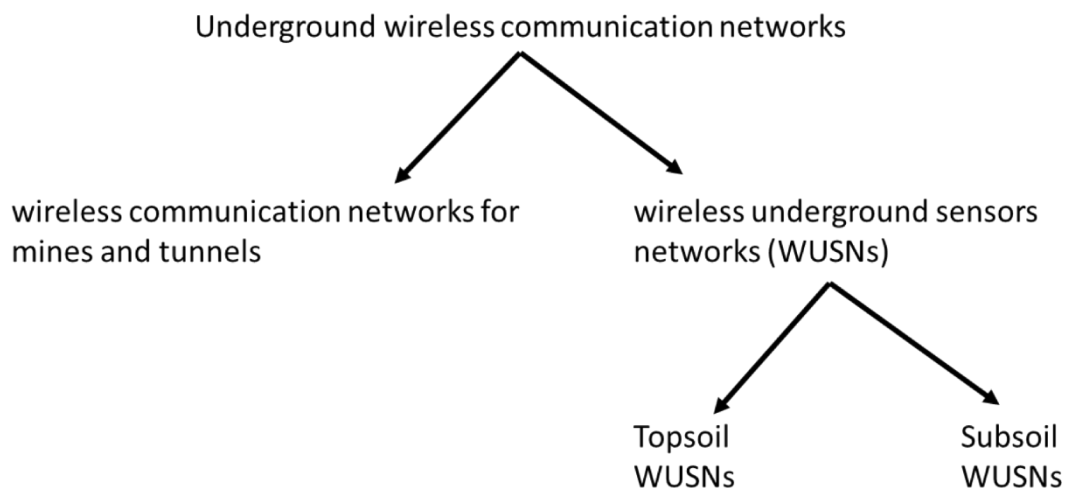 Underground wireless communication networks
wireless communication networks for
mines and tunnels
wireless underground sensors
networks (WUSNs)
Topsoil
WUSNs
Subsoil
WUSNs